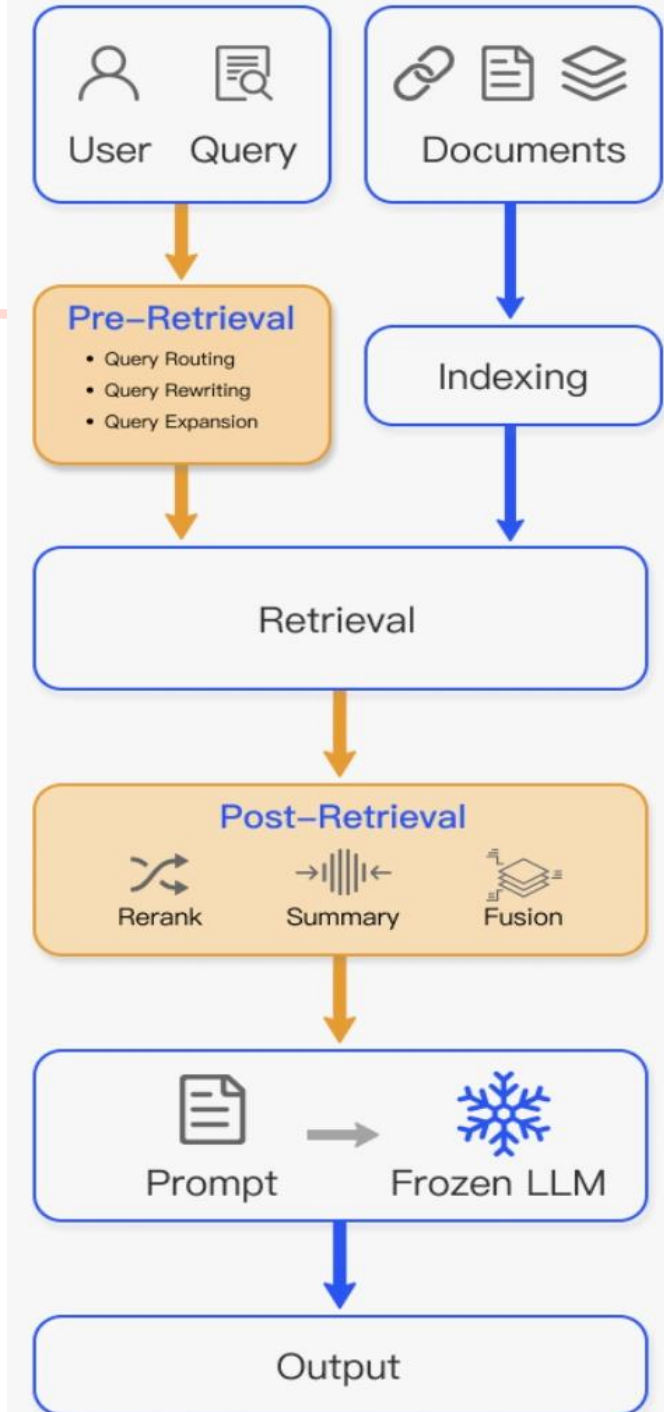 User Query
Documents
Pre-Retrieval
• Query Routing
• Query Rewriting
• Query Expansion
Indexing
Retrieval
Post-Retrieval
Rerank Summary Fusion
Prompt Frozen LLM
Output